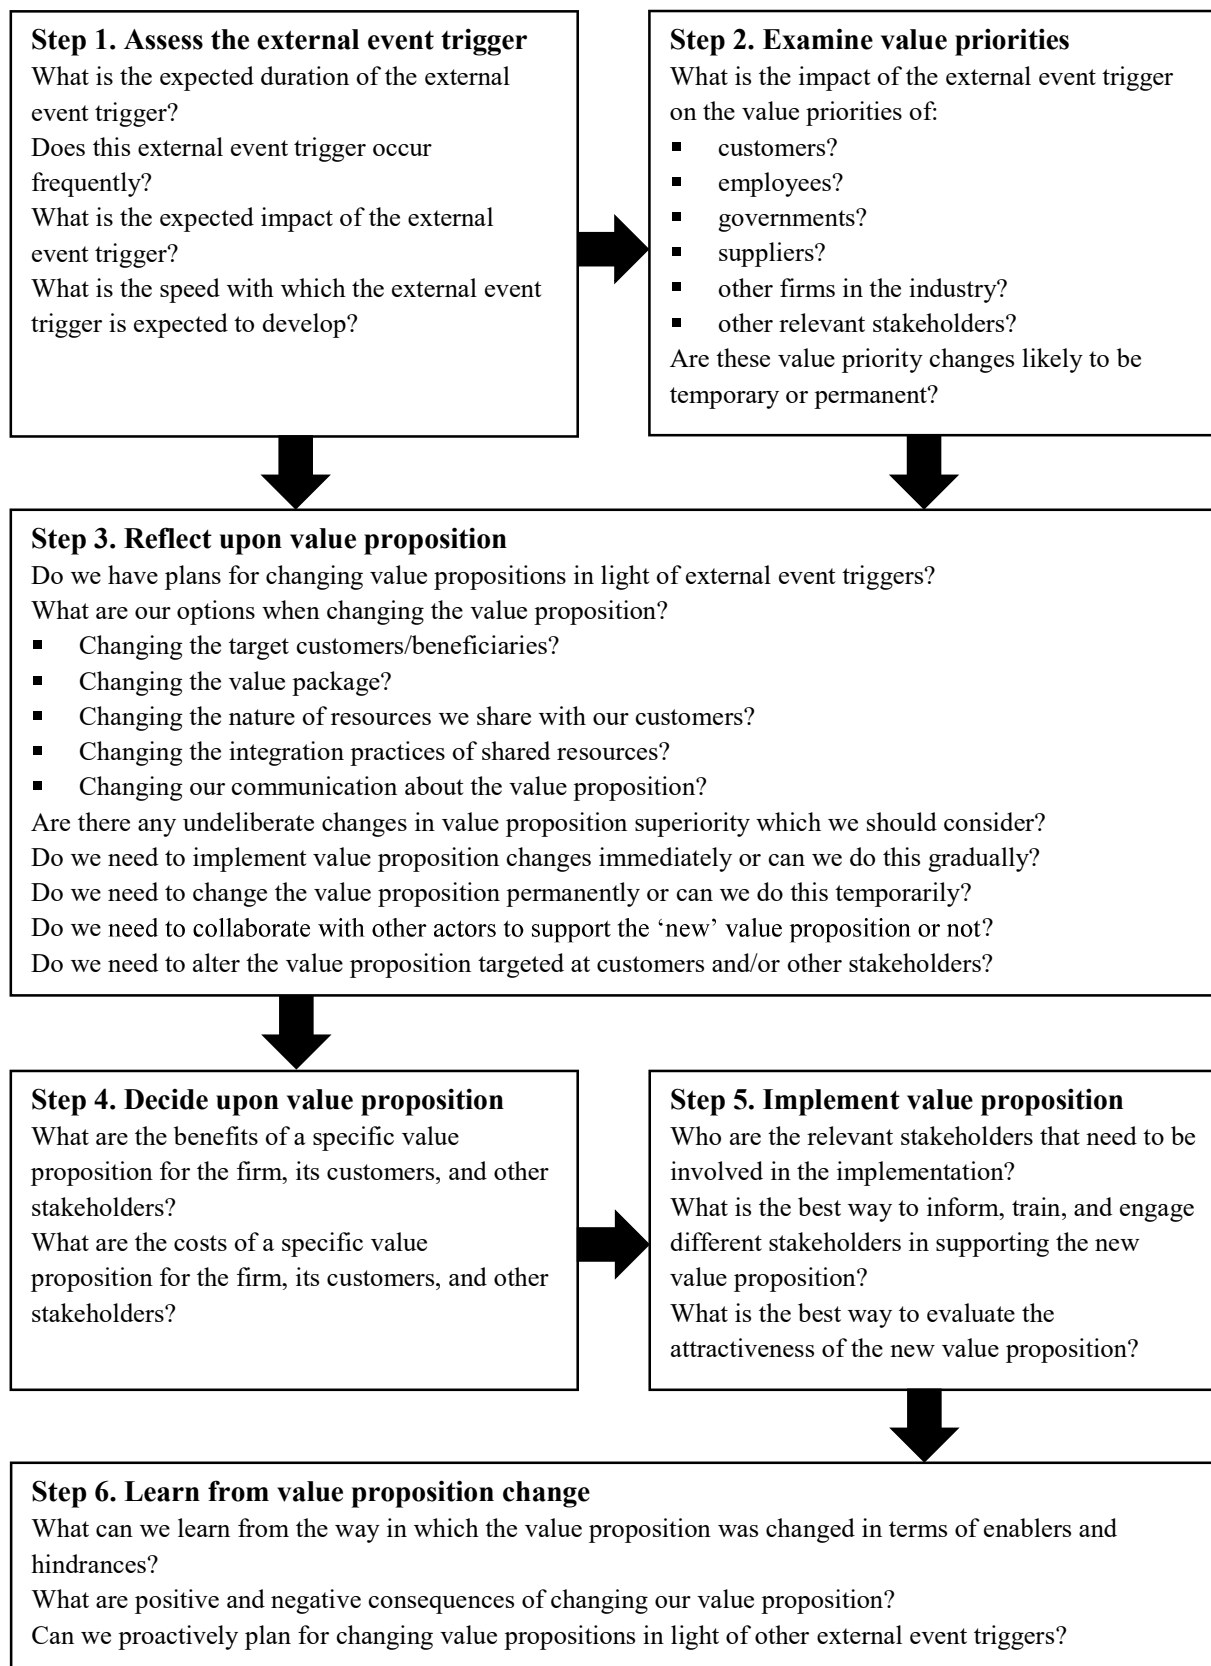 Step 1. Assess the external event trigger
What is the expected duration of the external
event trigger?
Does this external event trigger occur
frequently?
What is the expected impact of the external
event trigger?
What is the speed with which the external event
trigger is expected to develop?
Step 2. Examine value priorities
What is the impact of the external event trigger
on the value priorities of:
▪ customers?
▪ employees?
▪ governments?
▪ suppliers?
▪ other firms in the industry?
▪ other relevant stakeholders?
Are these value priority changes likely to be
temporary or permanent?
Step 3. Reflect upon value proposition
Do we have plans for changing value propositions in light of external event triggers?
What are our options when changing the value proposition?
▪ Changing the target customers/beneficiaries?
▪ Changing the value package?
▪ Changing the nature of resources we share with our customers?
▪ Changing the integration practices of shared resources?
▪ Changing our communication about the value proposition?
Are there any undeliberate changes in value proposition superiority which we should consider?
Do we need to implement value proposition changes immediately or can we do this gradually?
Do we need to change the value proposition permanently or can we do this temporarily?
Do we need to collaborate with other actors to support the ‘new’ value proposition or not?
Do we need to alter the value proposition targeted at customers and/or other stakeholders?
Step 4. Decide upon value proposition
What are the benefits of a specific value
proposition for the firm, its customers, and other
stakeholders?
What are the costs of a specific value
proposition for the firm, its customers, and other
stakeholders?
Step 5. Implement value proposition
Who are the relevant stakeholders that need to be
involved in the implementation?
What is the best way to inform, train, and engage
different stakeholders in supporting the new
value proposition?
What is the best way to evaluate the
attractiveness of the new value proposition?
Step 6. Learn from value proposition change
What can we learn from the way in which the value proposition was changed in terms of enablers and
hindrances?
What are positive and negative consequences of changing our value proposition?
Can we proactively plan for changing value propositions in light of other external event triggers?